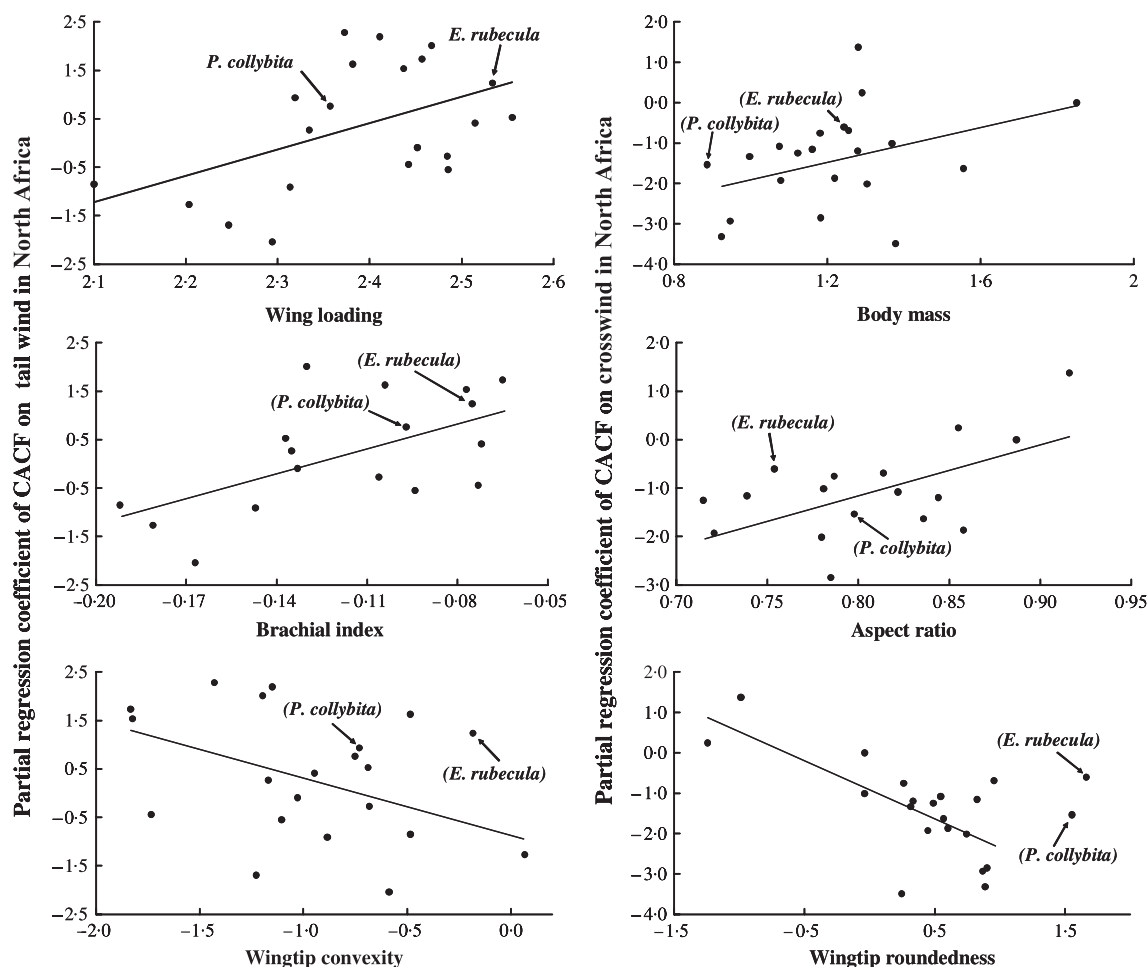 Partial regression coefficient of CACF on tail wind in North Africa
2·5
1·5
0·5
−0·5
−1·5
−2·5
P. collybita
E. rubecula
2·1 2·2 2·3 2·4 2·5 2·6
Wing loading
2·5
1·5
0·5
−0·5
−1·5
−2·5
(E. rubecula)
(P. collybita)
−0·20 −0·17 −0·14 −0·11 −0·08 −0·05
Brachial index
2·5
1·5
0·5
−0·5
−1·5
−2·5
(P. collybita)
(E. rubecula)
−2·0 −1·5 −1·0 −0·5 0·0
Wingtip convexity
Partial regression coefficient of CACF on crosswind in North Africa
2·0
1·0
0·0
−1·0
−2·0
−3·0
−4·0
(E. rubecula)
(P. collybita)
0·8 1·2 1·6 2
Body mass
2·0
1·0
0·0
−1·0
−2·0
−3·0
(E. rubecula)
(P. collybita)
0·70 0·75 0·80 0·85 0·90 0·95
Aspect ratio
2·0
1·0
0·0
−1·0
−2·0
−3·0
−4·0
(E. rubecula)
(P. collybita)
−1·5 −0·5 0·5 1·5
Wingtip roundedness